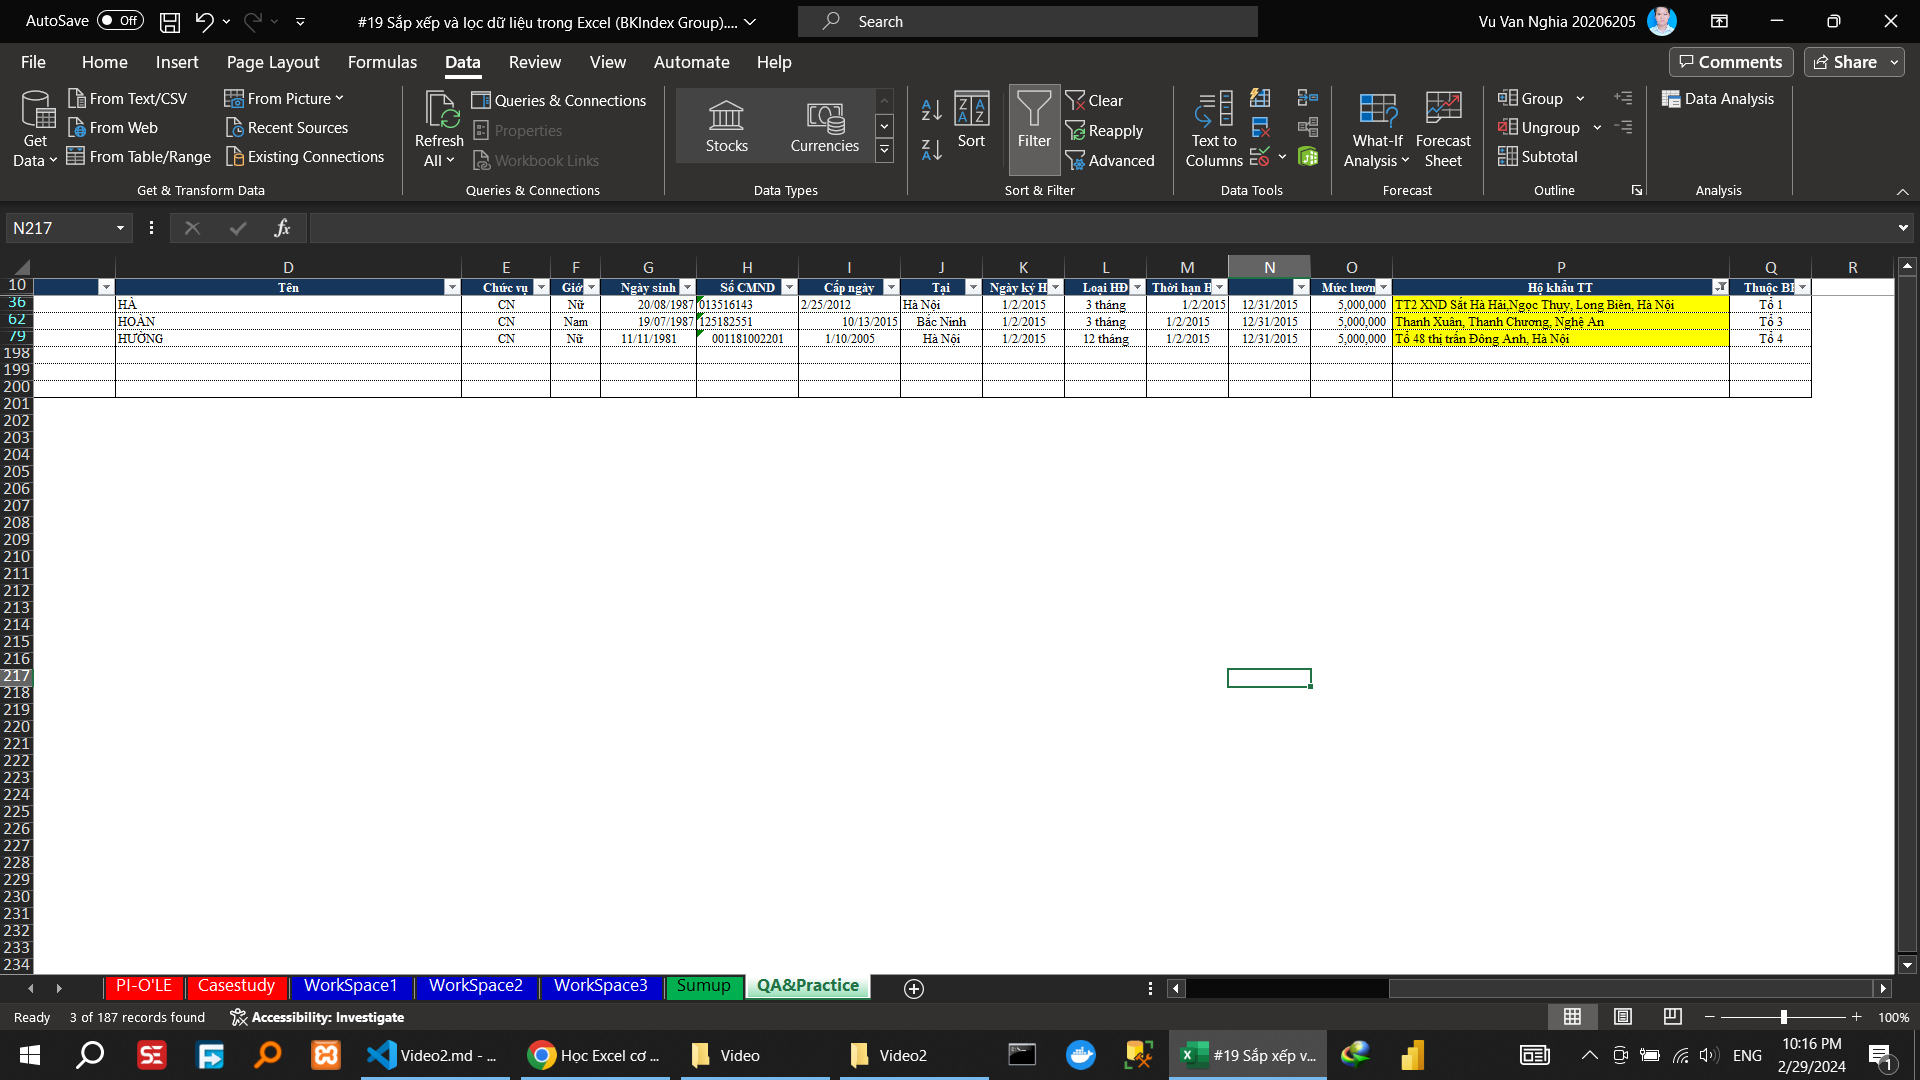 AutoSave Off #19 Sắp xếp và lọc dữ liệu trong Excel (BKIndex Group).... Search Vu Van Nghia 20206205
File Home Insert Page Layout Formulas Data Review View Automate Help Comments Share
Get Data
From Text/CSV
From Web
From Table/Range
From Picture
Recent Sources
Existing Connections
Get & Transform Data
Refresh All
Queries & Connections
Properties
Workbook Links
Queries & Connections
Stocks Currencies
Data Types
Sort Filter
Clear
Reapply
Advanced
Sort & Filter
Text to Columns
Data Tools
What-If Analysis
Forecast Sheet
Forecast
Group
Ungroup
Subtotal
Outline
Data Analysis
Analysis
N217 fx
D E F G H I J K L M N O P Q R
10 Tên Chức vụ Giớ Ngày sinh Số CMND Cấp ngày Tại Ngày ký H Loại HĐ Thời hạn H Mức lươn Hộ khẩu TT Thuộc BI
36 HÀ CN Nữ 20/08/1987 013516143 2/25/2012 Hà Nội 1/2/2015 3 tháng 1/2/2015 12/31/2015 5,000,000 TT2 XND Sắt Hà Hải,Ngọc Thụy, Long Biên, Hà Nội Tổ 1
62 HOÀN CN Nam 19/07/1987 125182551 10/13/2015 Bắc Ninh 1/2/2015 3 tháng 1/2/2015 12/31/2015 5,000,000 Thanh Xuân, Thanh Chương, Nghệ An Tổ 3
79 HƯỜNG CN Nữ 11/11/1981 001181002201 1/10/2005 Hà Nội 1/2/2015 12 tháng 1/2/2015 12/31/2015 5,000,000 Tổ 48 thị trấn Đông Anh, Hà Nội Tổ 4
198
199
200
201
202
203
204
205
206
207
208
209
210
211
212
213
214
215
216
217
218
219
220
221
222
223
224
225
226
227
228
229
230
231
232
233
234
PI-O'LE Casestudy WorkSpace1 WorkSpace2 WorkSpace3 Sumup QA&Practice
Ready 3 of 187 records found Accessibility: Investigate 100%
Video2.md - ... Học Excel cơ ... Video Video2 #19 Sắp xếp v... ENG 10:16 PM
2/29/2024 1